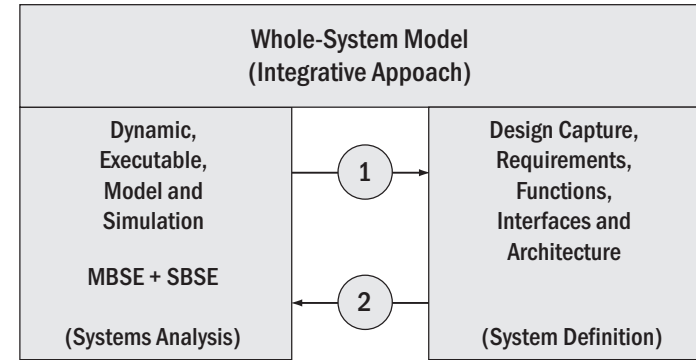 Whole-System Model
(Integrative Appoach)
Dynamic,
Executable,
Model and
Simulation
MBSE + SBSE
(Systems Analysis)
1
2
Design Capture,
Requirements,
Functions,
Interfaces and
Architecture
(System Definition)